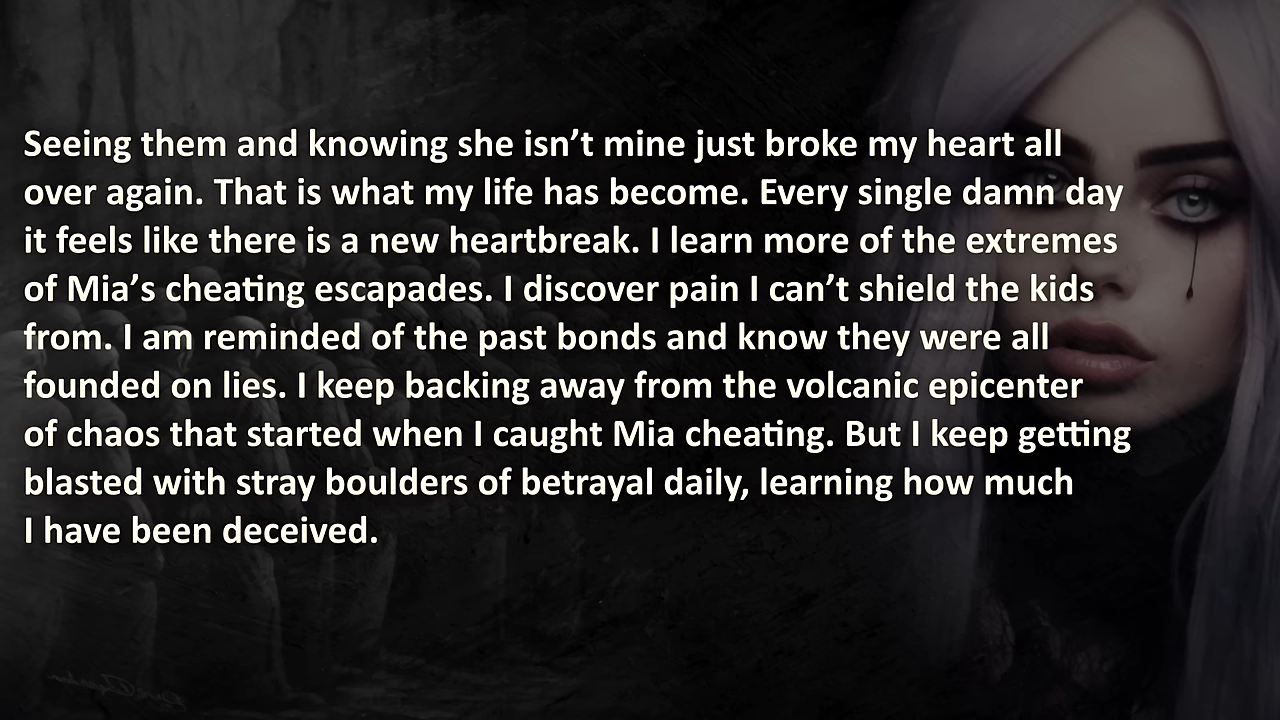 Seeing them and knowing she isn’t mine just broke my heart all
over again. That is what my life has become. Every single damn day
it feels like there is a new heartbreak. I learn more of the extremes
of Mia’s cheating escapades. I discover pain I can’t shield the kids
from. I am reminded of the past bonds and know they were all
founded on lies. I keep backing away from the volcanic epicenter
of chaos that started when I caught Mia cheating. But I keep getting
blasted with stray boulders of betrayal daily, learning how much
I have been deceived.